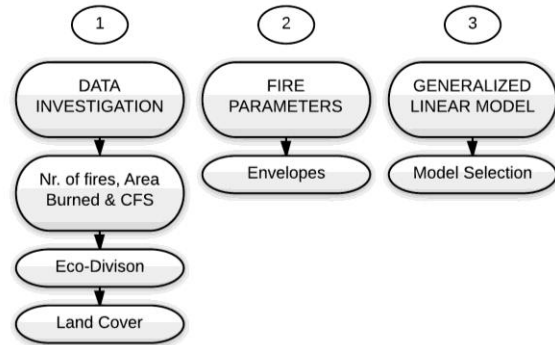 1
DATA
INVESTIGATION
Nr. of fires, Area
Burned & CFS
Eco-Divison
Land Cover
2
FIRE
PARAMETERS
Envelopes
3
GENERALIZED
LINEAR MODEL
Model Selection